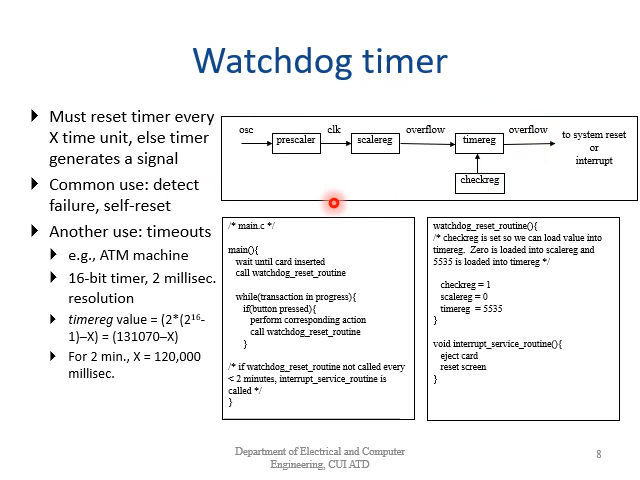 Watchdog timer
Must reset timer every
X time unit, else timer
generates a signal
Common use: detect
failure, self-reset
Another use: timeouts
e.g., ATM machine
16-bit timer, 2 millisec.
resolution
timereg value = (2*(2¹⁶-
1)–X) = (131070–X)
For 2 min., X = 120,000
millisec.
osc
prescaler
clk
scalereg
overflow
timereg
overflow
to system reset
or
interrupt
checkreg
/* main.c */
main(){
wait until card inserted
call watchdog_reset_routine
while(transaction in progress){
if(button pressed){
perform corresponding action
call watchdog_reset_routine
}
/* if watchdog_reset_routine not called every
< 2 minutes, interrupt_service_routine is
called */
}
watchdog_reset_routine(){
/* checkreg is set so we can load value into
timereg. Zero is loaded into scalereg and
5535 is loaded into timereg */
checkreg = 1
scalereg = 0
timereg = 5535
}
void interrupt_service_routine(){
eject card
reset screen
}
Department of Electrical and Computer
Engineering, CUI ATD
8